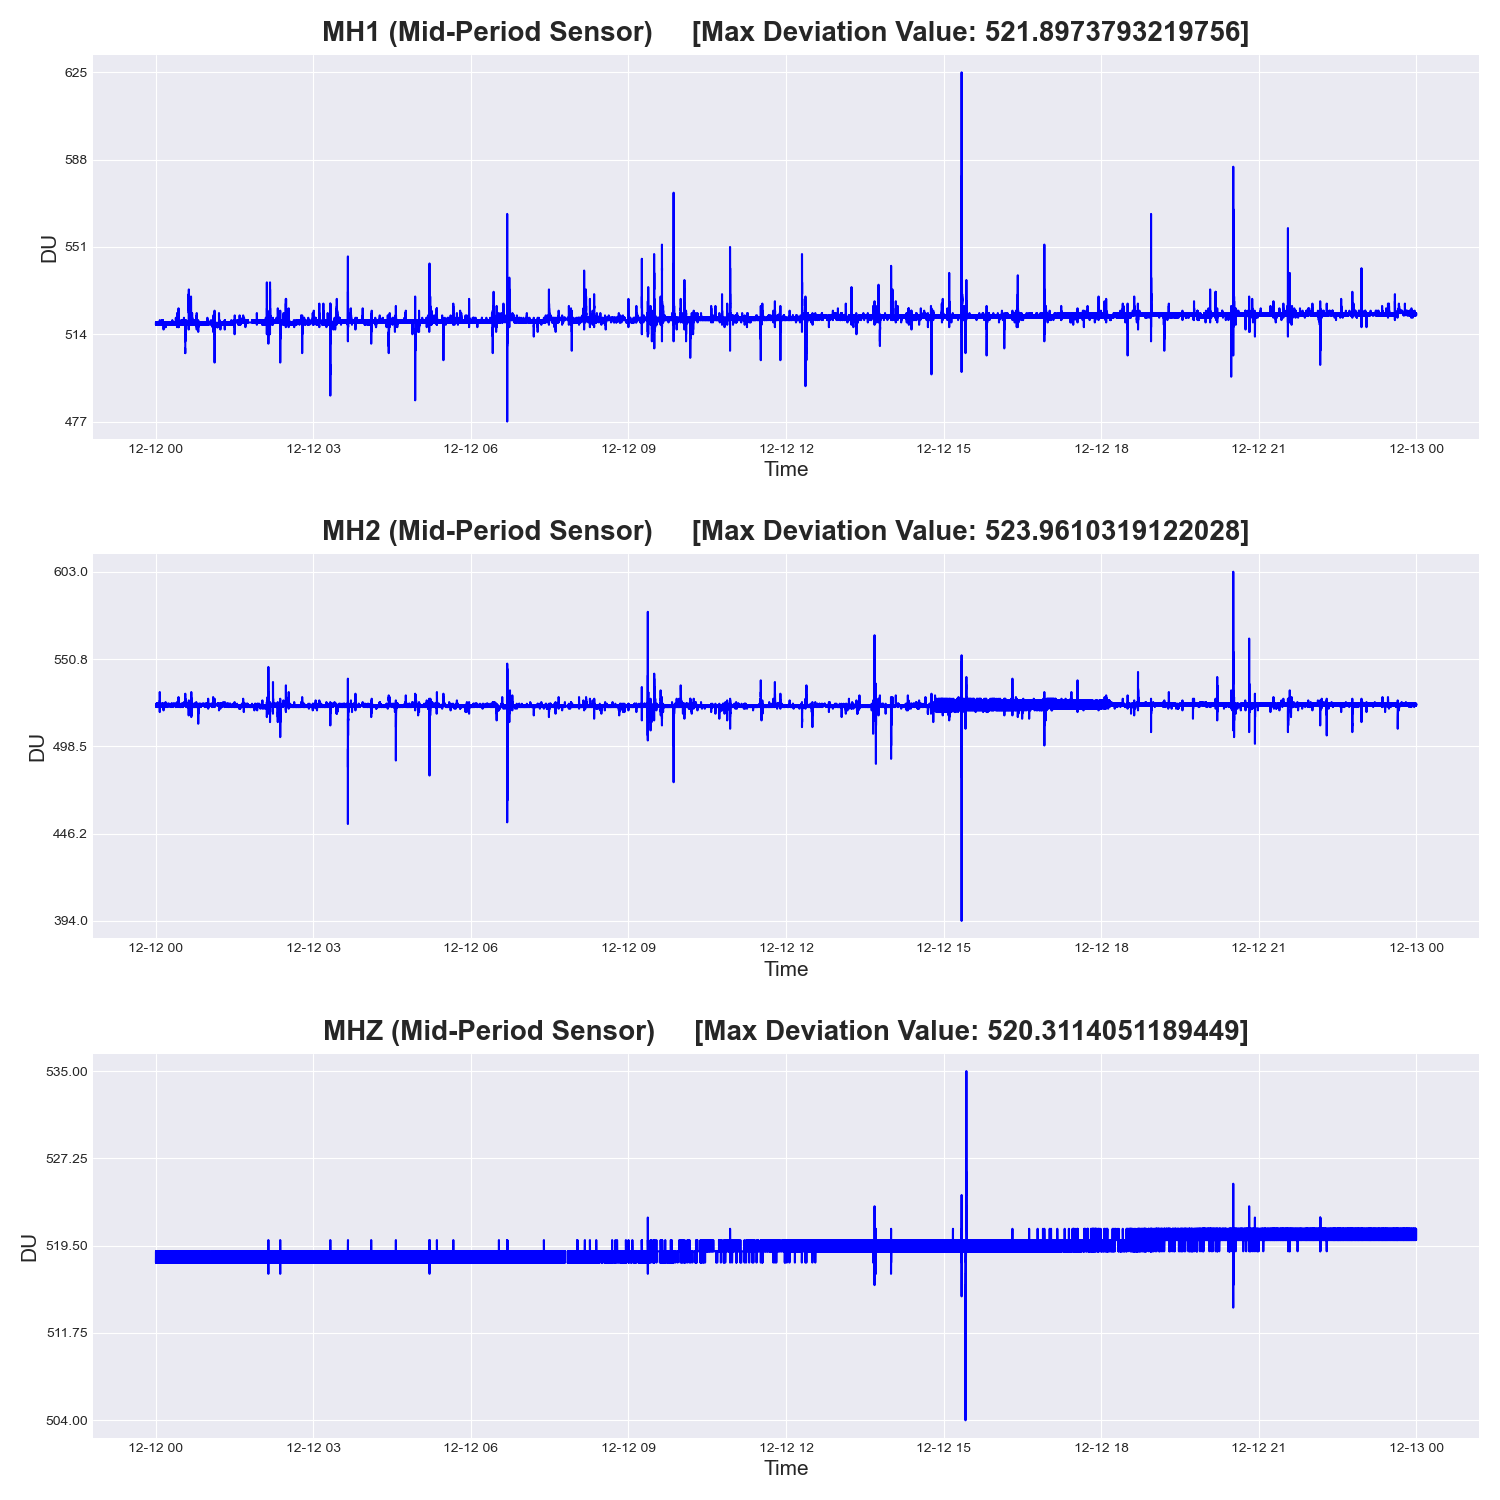 MH1 (Mid-Period Sensor) [Max Deviation Value: 521.8973793219756]
625
588
551
514
477
DU
12-12 00 12-12 03 12-12 06 12-12 09 12-12 12 12-12 15 12-12 18 12-12 21 12-13 00
Time
MH2 (Mid-Period Sensor) [Max Deviation Value: 523.9610319122028]
603.0
550.8
498.5
446.2
394.0
DU
12-12 00 12-12 03 12-12 06 12-12 09 12-12 12 12-12 15 12-12 18 12-12 21 12-13 00
Time
MHZ (Mid-Period Sensor) [Max Deviation Value: 520.3114051189449]
535.00
527.25
519.50
511.75
504.00
DU
12-12 00 12-12 03 12-12 06 12-12 09 12-12 12 12-12 15 12-12 18 12-12 21 12-13 00
Time